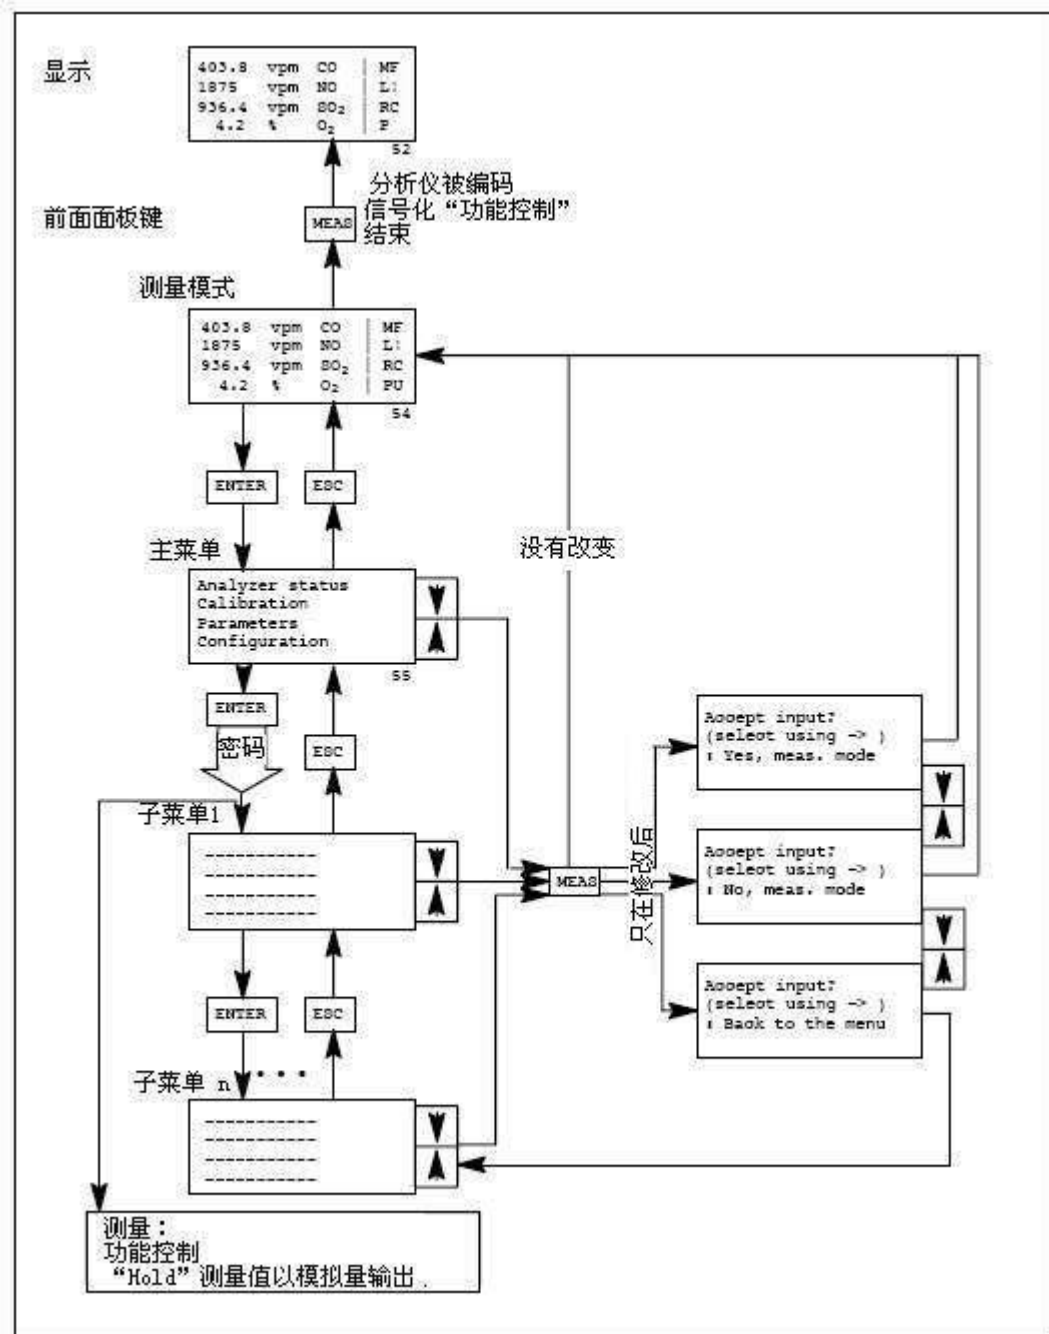 显示
403.8 vpm CO | MF
1875 vpm NO | L:
936.4 vpm SO₂ | RC
4.2 % O₂ | P
52
分析仪被编码
前面面板键
MEAS
信号化“功能控制”
结束
测量模式
403.8 vpm CO | MF
1875 vpm NO | L:
936.4 vpm SO₂ | RC
4.2 % O₂ | PU
54
ENTER
ESC
没有改变
主菜单
Analyzer status
Calibration
Parameters
Configuration
55
ENTER
密码
ESC
子菜单1
-----------
-----------
-----------
-----------
MEAS
只在修改后
Accept input?
(select using -> )
: Yes, meas. mode
Accept input?
(select using -> )
: No, meas. mode
Accept input?
(select using -> )
: Back to the menu
ENTER
ESC
子菜单 n ....
-----------
-----------
-----------
-----------
测量：
功能控制
“Hold”测量值以模拟量输出.